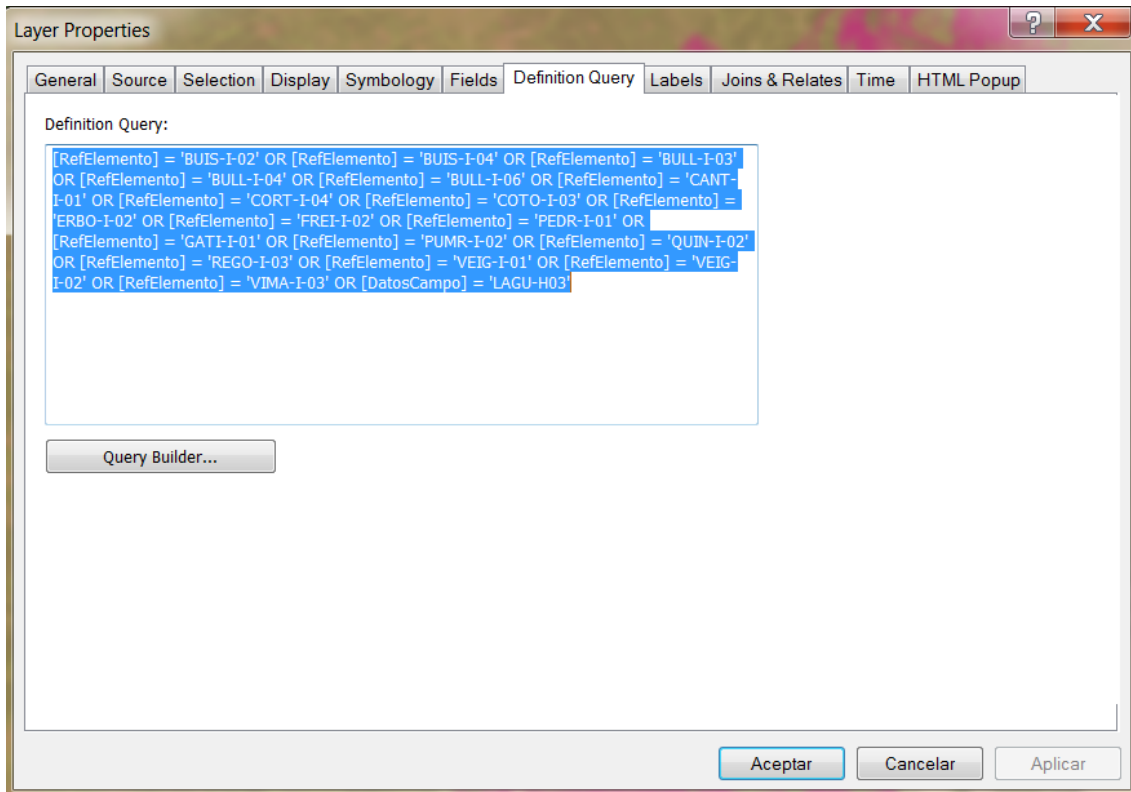 Layer Properties
General Source Selection Display Symbology Fields Definition Query Labels Joins & Relates Time HTML Popup
Definition Query:
[RefElemento] = 'BUIS-I-02' OR [RefElemento] = 'BUIS-I-04' OR [RefElemento] = 'BULL-I-03'
OR [RefElemento] = 'BULL-I-04' OR [RefElemento] = 'BULL-I-06' OR [RefElemento] = 'CANT-
I-01' OR [RefElemento] = 'CORT-I-04' OR [RefElemento] = 'COTO-I-03' OR [RefElemento] =
'ERBO-I-02' OR [RefElemento] = 'FREI-I-02' OR [RefElemento] = 'PEDR-I-01' OR
[RefElemento] = 'GATI-I-01' OR [RefElemento] = 'PUMR-I-02' OR [RefElemento] = 'QUIN-I-02'
OR [RefElemento] = 'REGO-I-03' OR [RefElemento] = 'VEIG-I-01' OR [RefElemento] = 'VEIG-
I-02' OR [RefElemento] = 'VIMA-I-03' OR [DatosCampo] = 'LAGU-H03'
Query Builder...
Aceptar Cancelar Aplicar